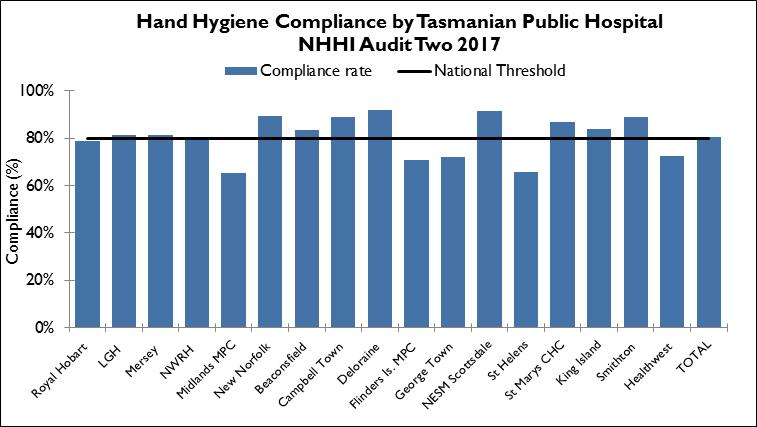 Hand Hygiene Compliance by Tasmanian Public Hospital
NHHI Audit Two 2017
Compliance rate
National Threshold
Compliance (%)
100%
80%
60%
40%
20%
0%
Royal Hobart
LGH
Mersey
NWRH
Midlands MPC
New Norfolk
Beaconsfield
Campbell Town
Deloraine
Flinders Is. MPC
George Town
NESM Scottsdale
St Helens
St Marys CHC
King Island
Smithton
Healthwest
TOTAL